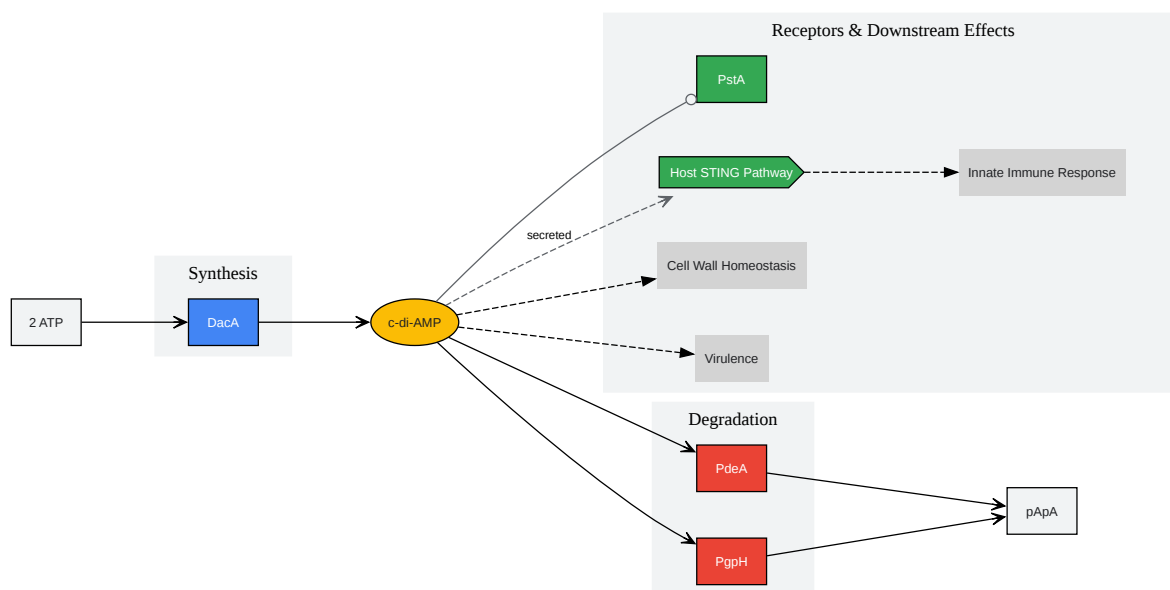 Receptors & Downstream Effects
PstA
Host STING Pathway
Innate Immune Response
secreted
Cell Wall Homeostasis
Synthesis
2 ATP
DacA
c-di-AMP
Virulence
Degradation
PdeA
pApA
PgpH